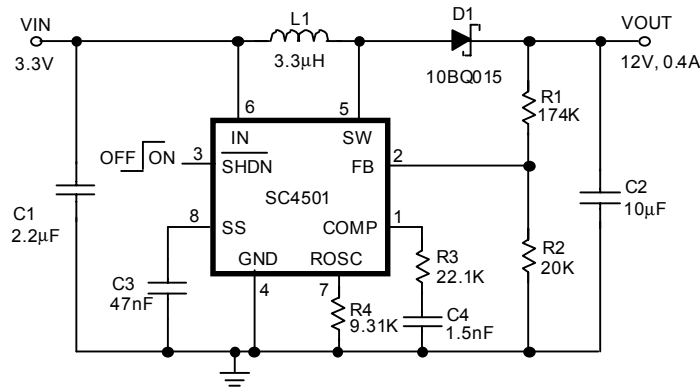 VIN
3.3V
L1
3.3µH
D1
10BQ015
VOUT
12V, 0.4A
6
5
IN
SW
OFF
ON
3
SHDN
FB
2
R1
174K
SC4501
C1
2.2µF
8
SS
COMP
1
C2
10µF
GND
ROSC
R3
22.1K
R2
20K
C3
47nF
4
7
R4
9.31K
C4
1.5nF